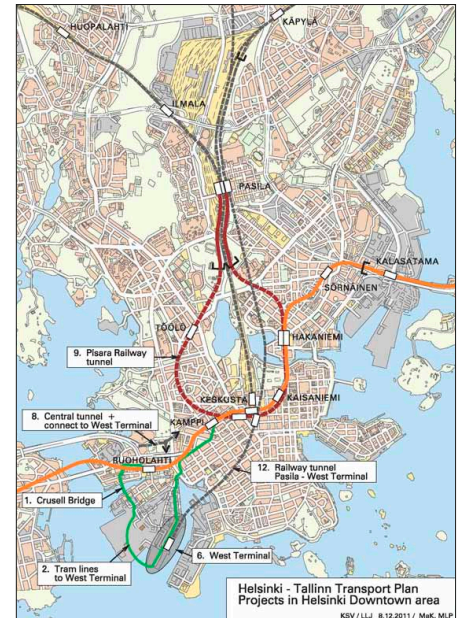 HUOPALAHTI
KÄPYLÄ
ILMALA
PASILA
KALASATAMA
SÖRNÄINEN
TÖÖLÖ
HAKANIEMI
9. Pisara Railway
tunnel
KESKUSTA
KAISANIEMI
8. Central tunnel +
connect to West Terminal
KAMPPI
RUOHOLAHTI
12. Railway tunnel
Pasila - West Terminal
1. Crusell Bridge
6. West Terminal
2. Tram lines
to West Terminal
Helsinki - Tallinn Transport Plan
Projects in Helsinki Downtown area
KSV / LLJ 8.12.2011 / MaK, MLP